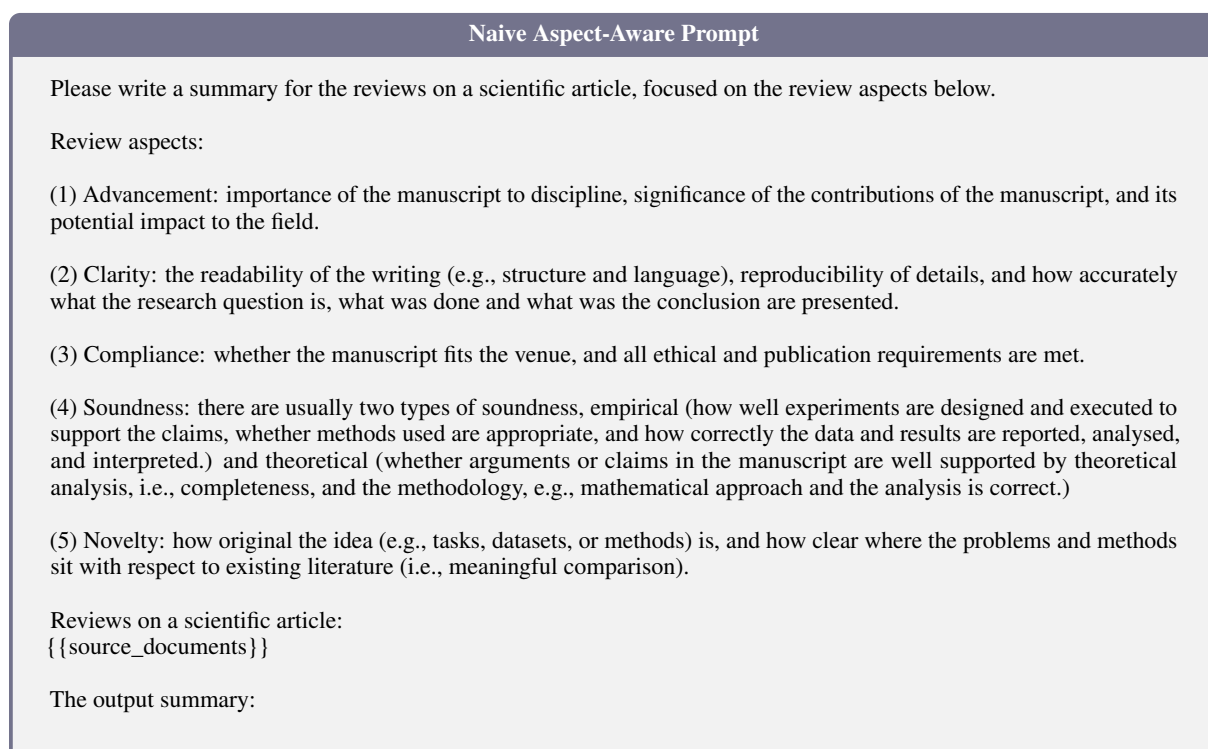 Naive Aspect-Aware Prompt
Please write a summary for the reviews on a scientific article, focused on the review aspects below.
Review aspects:
(1) Advancement: importance of the manuscript to discipline, significance of the contributions of the manuscript, and its
potential impact to the field.
(2) Clarity: the readability of the writing (e.g., structure and language), reproducibility of details, and how accurately
what the research question is, what was done and what was the conclusion are presented.
(3) Compliance: whether the manuscript fits the venue, and all ethical and publication requirements are met.
(4) Soundness: there are usually two types of soundness, empirical (how well experiments are designed and executed to
support the claims, whether methods used are appropriate, and how correctly the data and results are reported, analysed,
and interpreted.) and theoretical (whether arguments or claims in the manuscript are well supported by theoretical
analysis, i.e., completeness, and the methodology, e.g., mathematical approach and the analysis is correct.)
(5) Novelty: how original the idea (e.g., tasks, datasets, or methods) is, and how clear where the problems and methods
sit with respect to existing literature (i.e., meaningful comparison).
Reviews on a scientific article:
{{source_documents}}
The output summary: